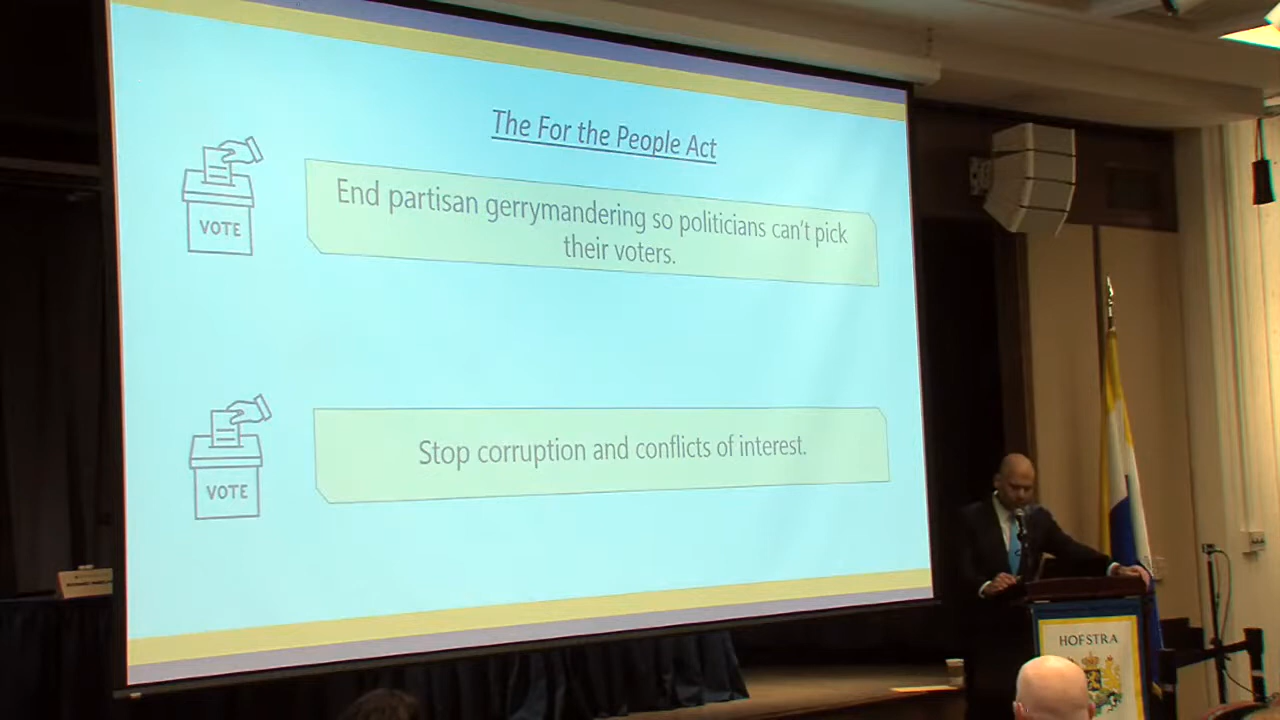 The For the People Act
VOTE
End partisan gerrymandering so politicians can't pick
their voters.
VOTE
Stop corruption and conflicts of interest.
HOFSTRA